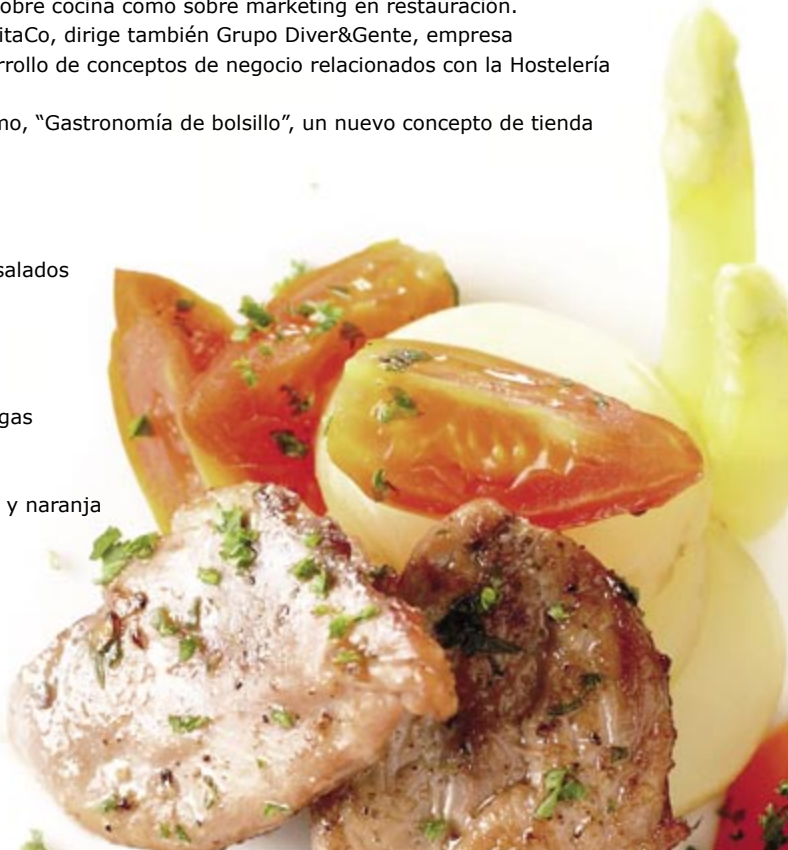 obre cocina como sobre marketing en restauración.
itaCo, dirige también Grupo Diver&Gente, empresa
rrollo de conceptos de negocio relacionados con la Hostelería
mo, “Gastronomía de bolsillo”, un nuevo concepto de tienda
salados
gas
y naranja